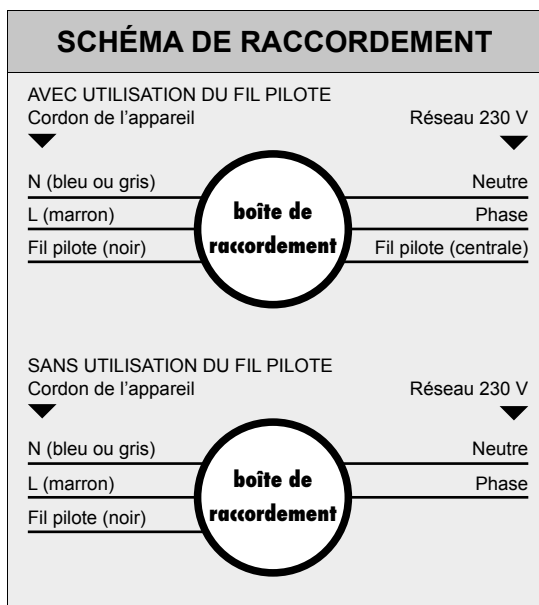 SCHÉMA DE RACCORDEMENT
AVEC UTILISATION DU FIL PILOTE
Cordon de l'appareil
Réseau 230 V
N (bleu ou gris)
Neutre
L (marron)
boîte de
Phase
Fil pilote (noir)
raccordement
Fil pilote (centrale)
SANS UTILISATION DU FIL PILOTE
Cordon de l'appareil
Réseau 230 V
N (bleu ou gris)
Neutre
L (marron)
boîte de
Phase
Fil pilote (noir)
raccordement